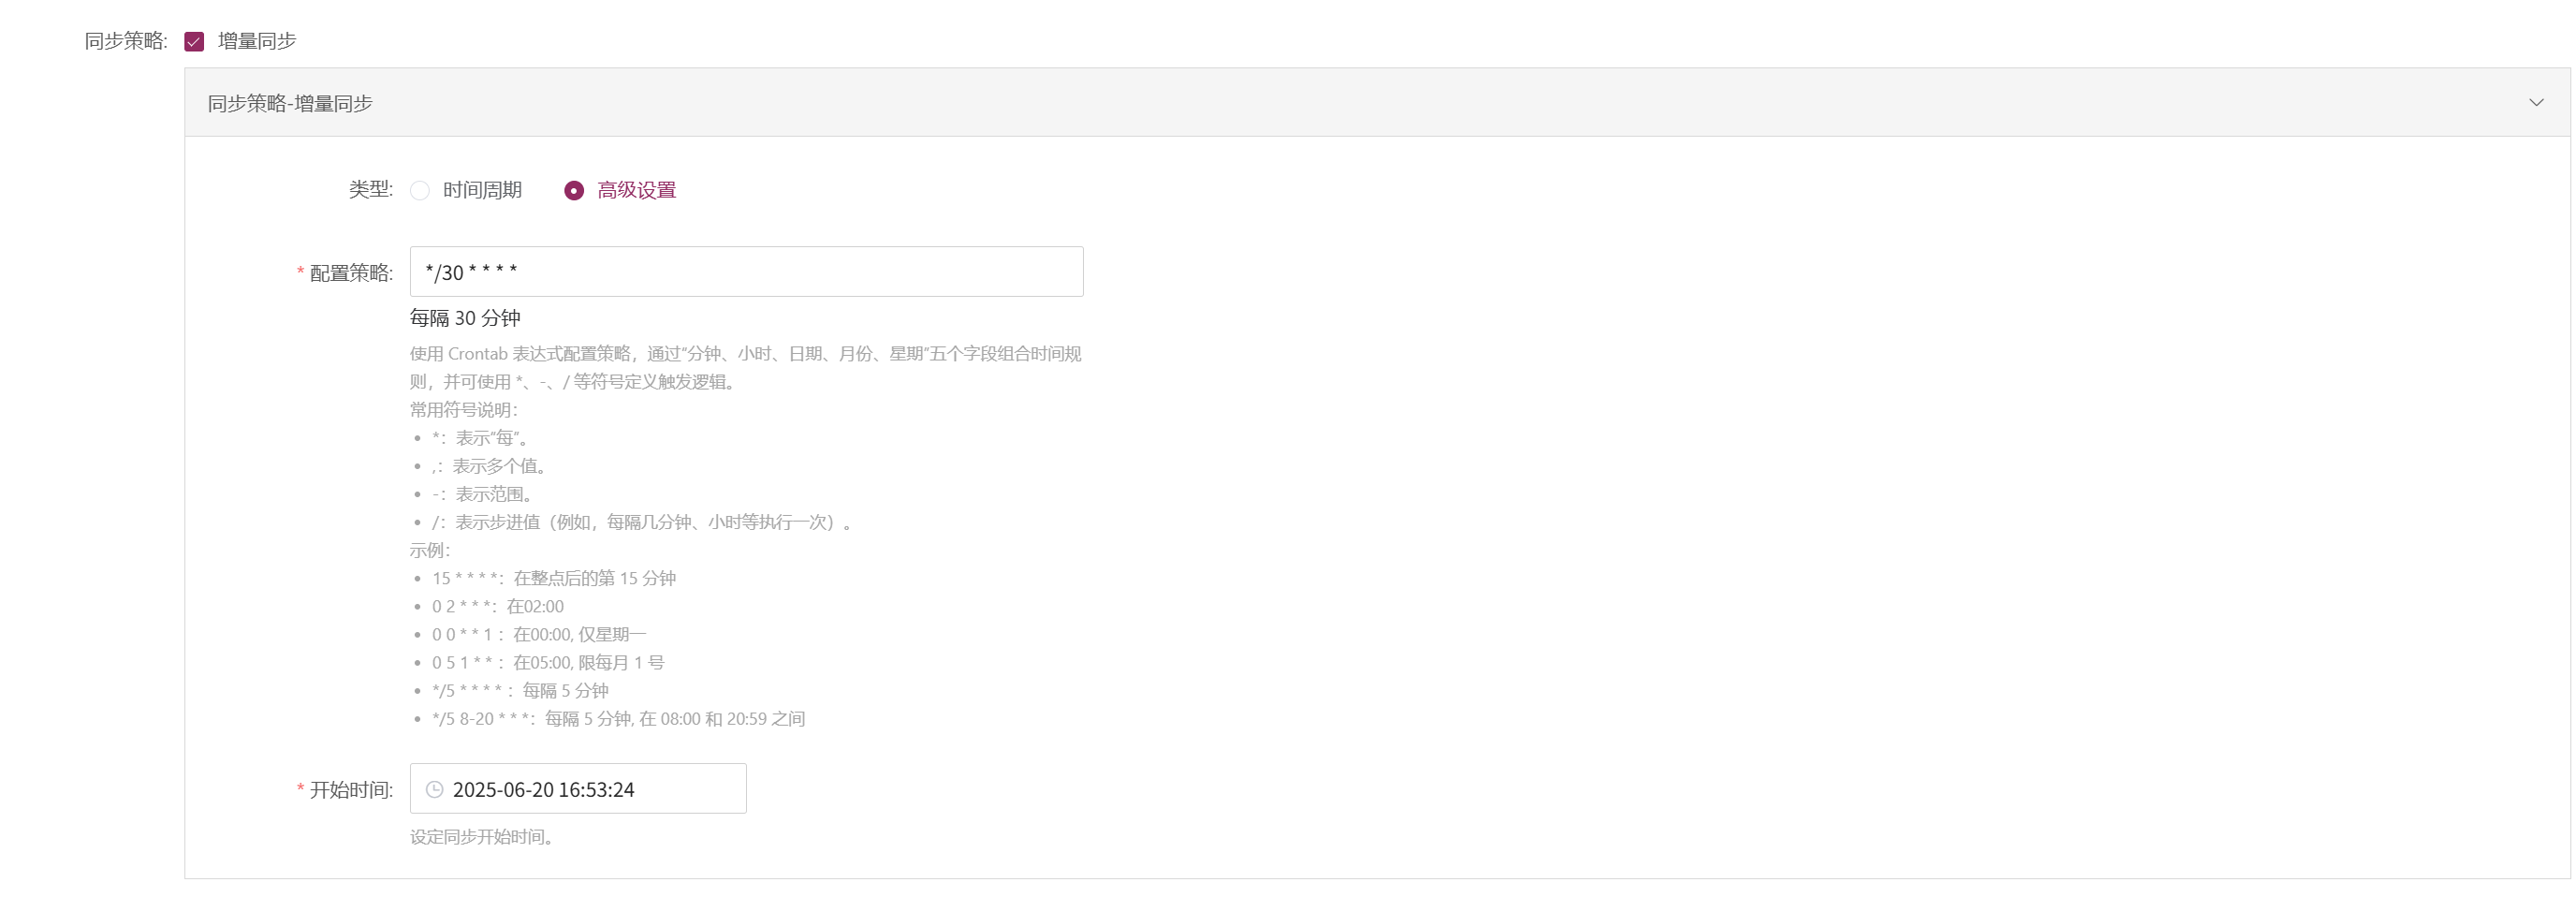 同步策略: 增量同步
同步策略-增量同步
类型: 时间周期 高级设置
* 配置策略: */30 * * * *
每隔 30 分钟
使用 Crontab 表达式配置策略，通过“分钟、小时、日期、月份、星期”五个字段组合时间规
则，并可使用 *、-、/ 等符号定义触发逻辑。
常用符号说明：
• *：表示“每”。
• ,：表示多个值。
• -：表示范围。
• /：表示步进值（例如，每隔几分钟、小时等执行一次）。
示例：
• 15 * * * *：在整点后的第 15 分钟
• 0 2 * * *：在02:00
• 0 0 * * 1 ：在00:00, 仅星期一
• 0 5 1 * * ：在05:00, 限每月 1 号
• */5 * * * * ：每隔 5 分钟
• */5 8-20 * * *：每隔 5 分钟, 在 08:00 和 20:59 之间
* 开始时间: 2025-06-20 16:53:24
设定同步开始时间。